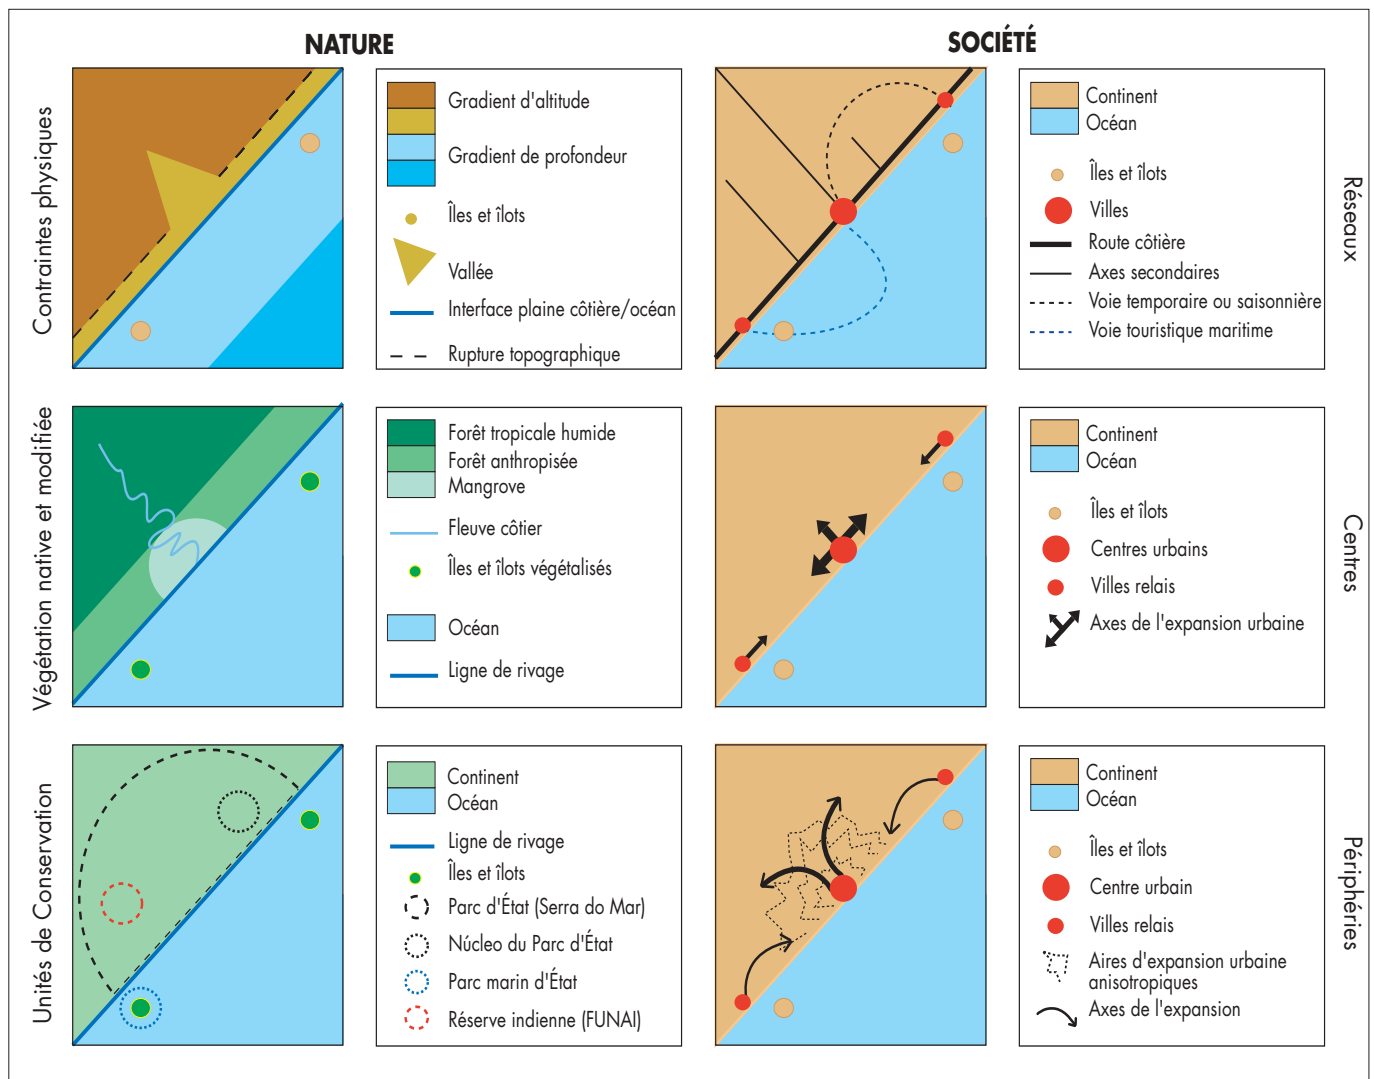 NATURE
SOCIÉTÉ
Contraintes physiques
Gradient d'altitude
Gradient de profondeur
Îles et îlots
Vallée
Interface plaine côtière/océan
Rupture topographique
Continent
Océan
Îles et îlots
Villes
Route côtière
Axes secondaires
Voie temporaire ou saisonnière
Voie touristique maritime
Réseaux
Végétation native et modifiée
Forêt tropicale humide
Forêt anthropisée
Mangrove
Fleuve côtier
Îles et îlots végétalisés
Océan
Ligne de rivage
Continent
Océan
Îles et îlots
Centres urbains
Villes relais
Axes de l'expansion urbaine
Centres
Unités de Conservation
Continent
Océan
Ligne de rivage
Îles et îlots
Parc d'État (Serra do Mar)
Núcleo du Parc d'État
Parc marin d'État
Réserve indienne (FUNAI)
Continent
Océan
Îles et îlots
Centre urbain
Villes relais
Aires d'expansion urbaine
anisotropiques
Axes de l'expansion
Périphéries